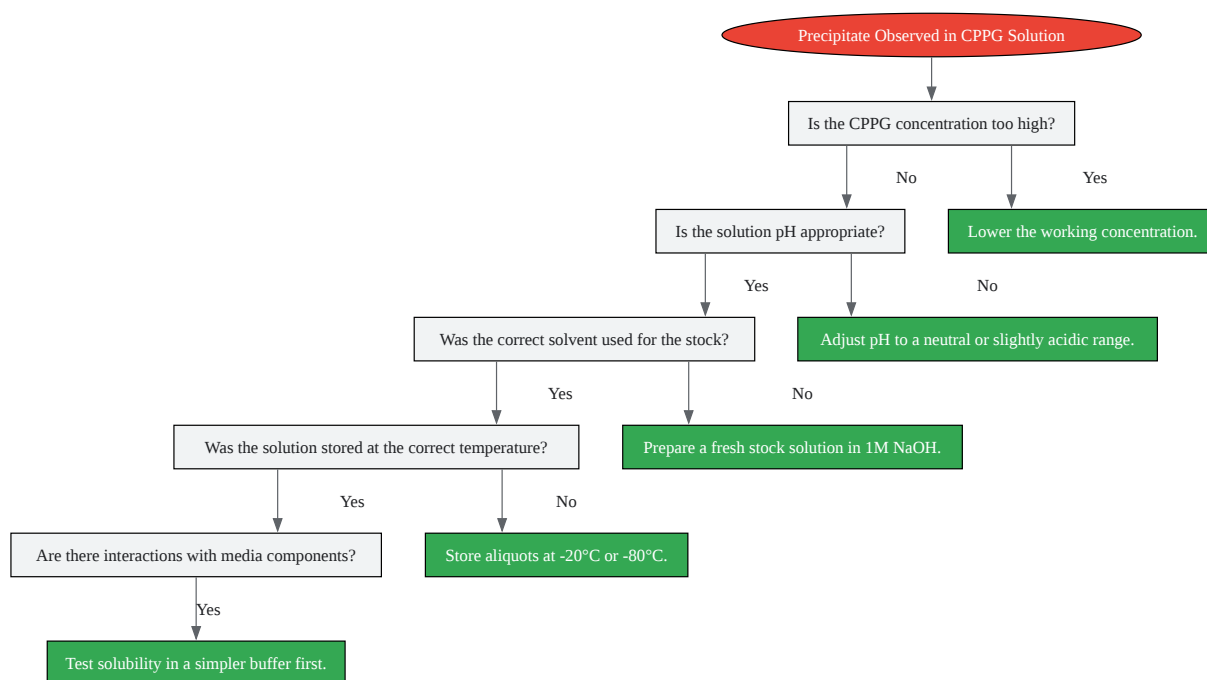 Precipitate Observed in CPPG Solution
Is the CPPG concentration too high?
No
Yes
Is the solution pH appropriate?
Lower the working concentration.
Yes
No
Was the correct solvent used for the stock?
Adjust pH to a neutral or slightly acidic range.
Yes
No
Was the solution stored at the correct temperature?
Prepare a fresh stock solution in 1M NaOH.
Yes
No
Are there interactions with media components?
Store aliquots at -20°C or -80°C.
Yes
Test solubility in a simpler buffer first.